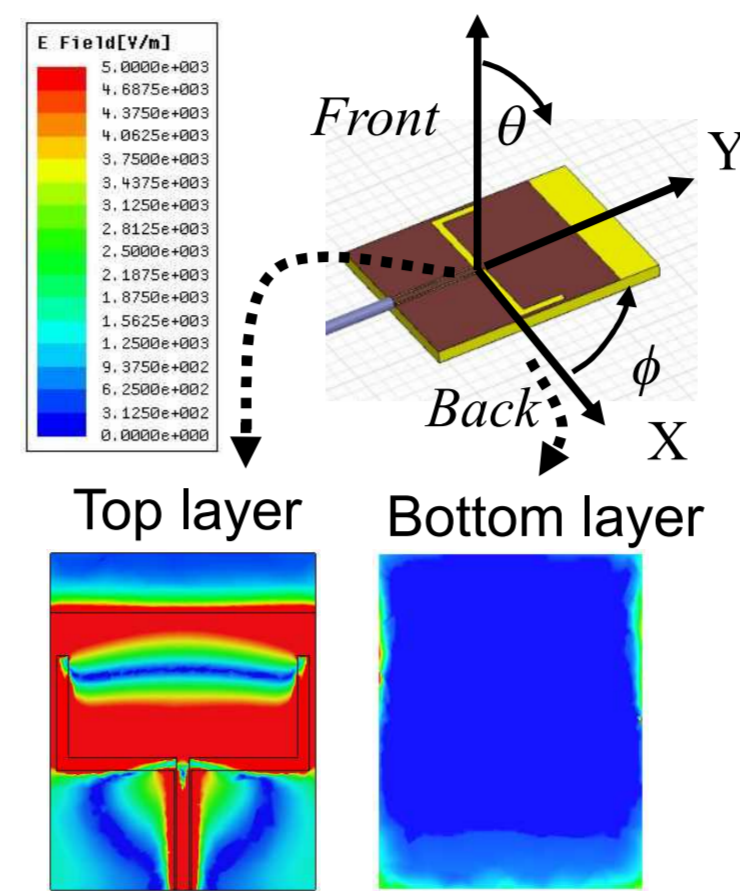 E Field[V/m]
5.0000e+003
4.6875e+003
4.3750e+003
4.0625e+003
3.7500e+003
3.4375e+003
3.1250e+003
2.8125e+003
2.5000e+003
2.1875e+003
1.8750e+003
1.5625e+003
1.2500e+003
9.3750e+002
6.2500e+002
3.1250e+002
0.0000e+000
Front
θ
Y
ϕ
Back
X
Top layer
Bottom layer